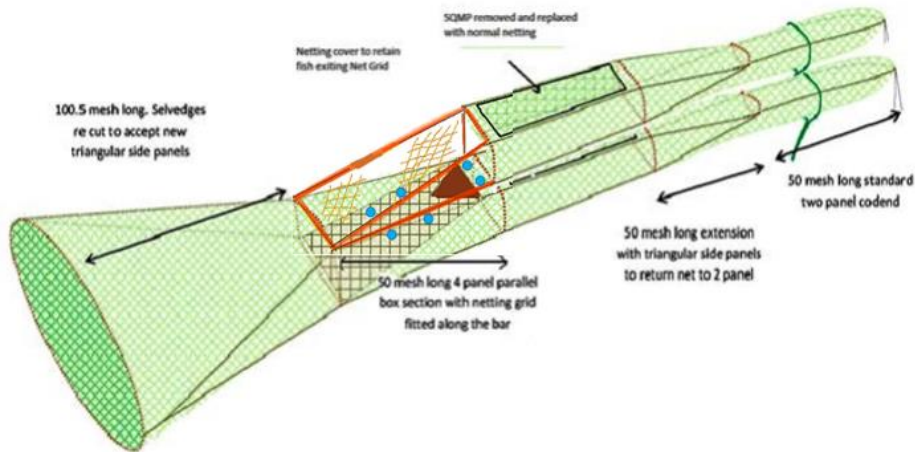 SQMP removed and replaced
with normal netting
Netting cover to retain
fish exiting Net Grid
100.5 mesh long. Selvedges
re cut to accept new
triangular side panels
50 mesh long standard
two panel codend
50 mesh long extension
with triangular side panels
to return net to 2 panel
50 mesh long 4 panel parallel
box section with netting grid
fitted along the bar